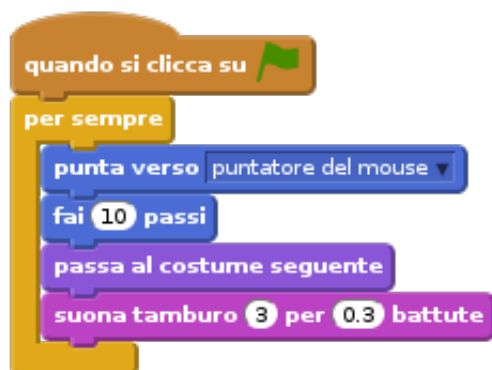 quando si clicca su
per sempre
punta verso puntatore del mouse
fai 10 passi
passa al costume seguente
suona tamburo 3 per 0.3 battute